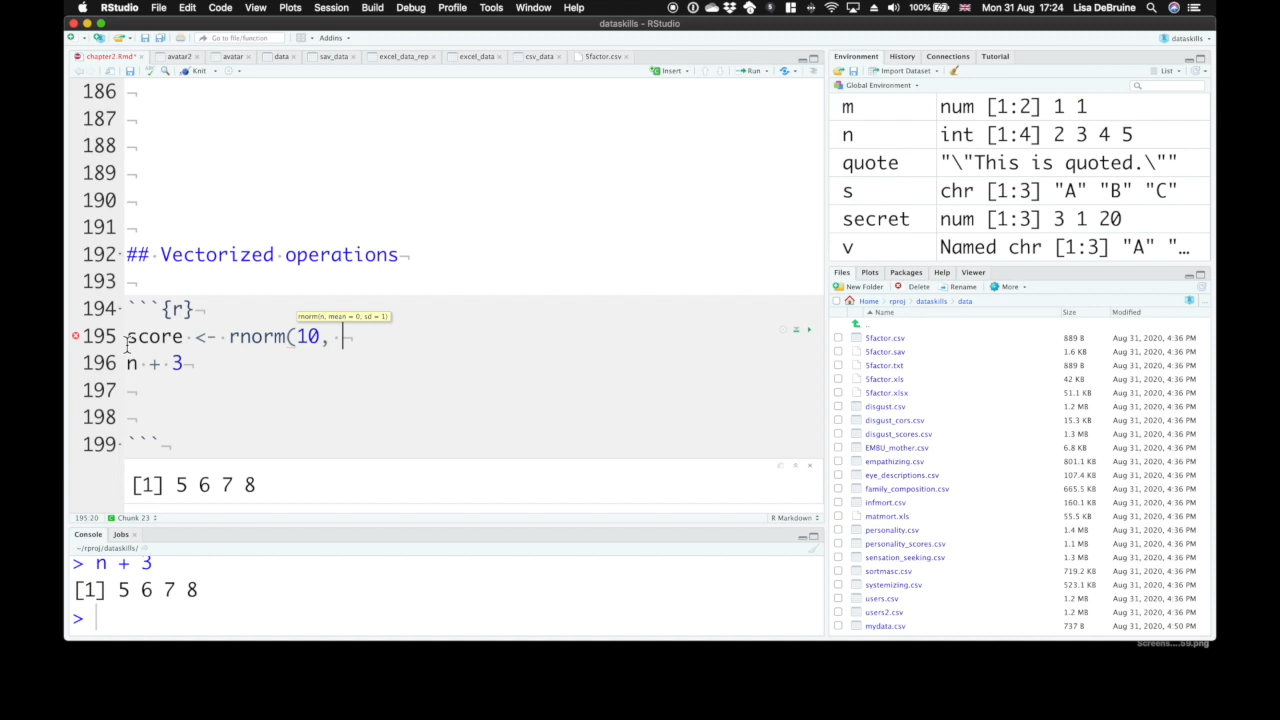 RStudio File Edit Code View Plots Session Build Debug Profile Tools Window Help 100% Mon 31 Aug 17:24 Lisa DeBruine
dataskills - RStudio
Go to file/function Addins dataskills
chapter2.Rmd* avatar2 avatar data sav_data excel_data_rep excel_data csv_data 5factor.csv
Knit Insert Run
186
187
188
189
190
191
192 ## Vectorized operations
193
194 ```{r}
rnorm(n, mean = 0, sd = 1)
195 score <- rnorm(10,
196 n + 3
197
198
199 ```
[1] 5 6 7 8
195:20 Chunk 23 R Markdown
Console Jobs
~/rproj/dataskills/
> n + 3
[1] 5 6 7 8
>
Environment History Connections Tutorial
Import Dataset List
Global Environment
m num [1:2] 1 1
n int [1:4] 2 3 4 5
quote "\"This is quoted.\""
s chr [1:3] "A" "B" "C"
secret num [1:3] 3 1 20
v Named chr [1:3] "A" "…
Files Plots Packages Help Viewer
New Folder Delete Rename More
Home rproj dataskills data
Name Size Modified
..
5factor.csv 889 B Aug 31, 2020, 4:36 PM
5factor.sav 1.6 KB Aug 31, 2020, 4:36 PM
5factor.txt 889 B Aug 31, 2020, 4:36 PM
5factor.xls 42 KB Aug 31, 2020, 4:36 PM
5factor.xlsx 51.1 KB Aug 31, 2020, 4:36 PM
disgust.csv 1.2 MB Aug 31, 2020, 4:36 PM
disgust_cors.csv 15.3 KB Aug 31, 2020, 4:36 PM
disgust_scores.csv 1.3 MB Aug 31, 2020, 4:36 PM
EMBU_mother.csv 6.8 KB Aug 31, 2020, 4:36 PM
empathizing.csv 801.1 KB Aug 31, 2020, 4:36 PM
eye_descriptions.csv 107.4 KB Aug 31, 2020, 4:36 PM
family_composition.csv 665.5 KB Aug 31, 2020, 4:36 PM
infmort.csv 160.1 KB Aug 31, 2020, 4:36 PM
matmort.xls 55.5 KB Aug 31, 2020, 4:36 PM
personality.csv 1.4 MB Aug 31, 2020, 4:36 PM
personality_scores.csv 1.1 MB Aug 31, 2020, 4:36 PM
sensation_seeking.csv 1.3 MB Aug 31, 2020, 4:36 PM
sortmasc.csv 719.2 KB Aug 31, 2020, 4:36 PM
systemizing.csv 523.1 KB Aug 31, 2020, 4:36 PM
users.csv 1.2 MB Aug 31, 2020, 4:36 PM
users2.csv 1.2 MB Aug 31, 2020, 4:36 PM
mydata.csv 737 B Aug 31, 2020, 4:50 PM
Screens....59.png